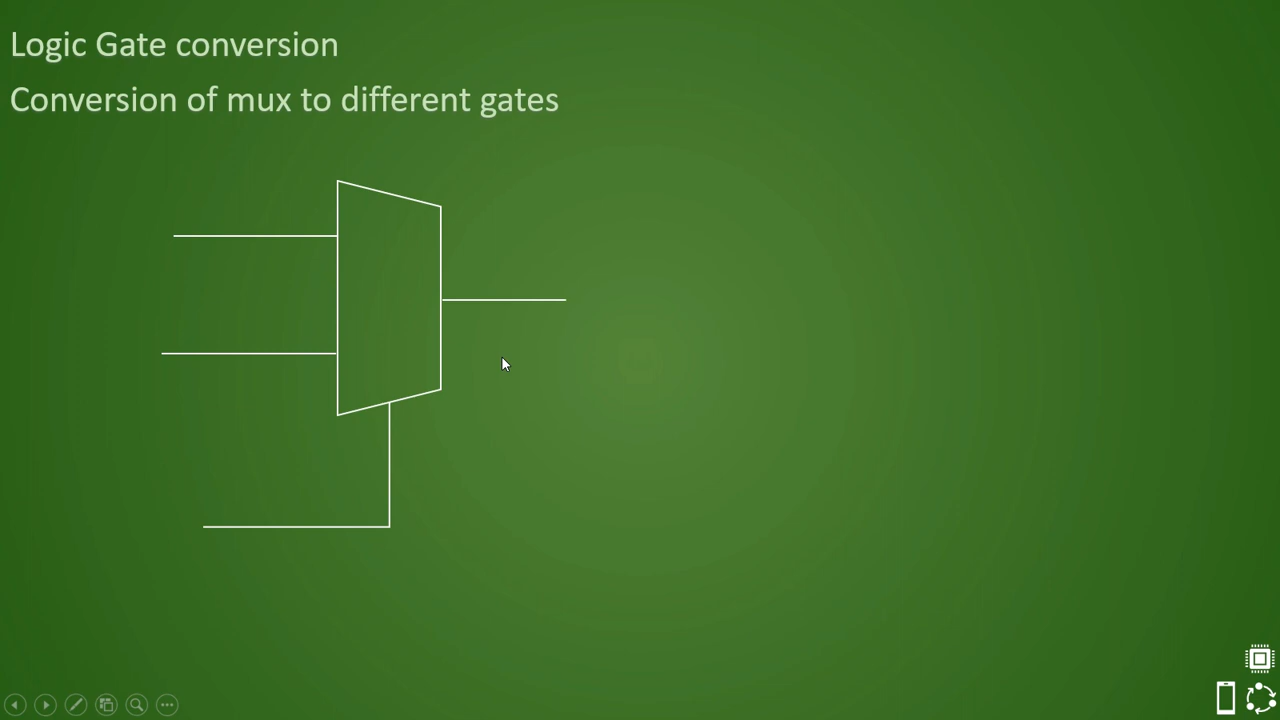 Logic Gate conversion
Conversion of mux to different gates